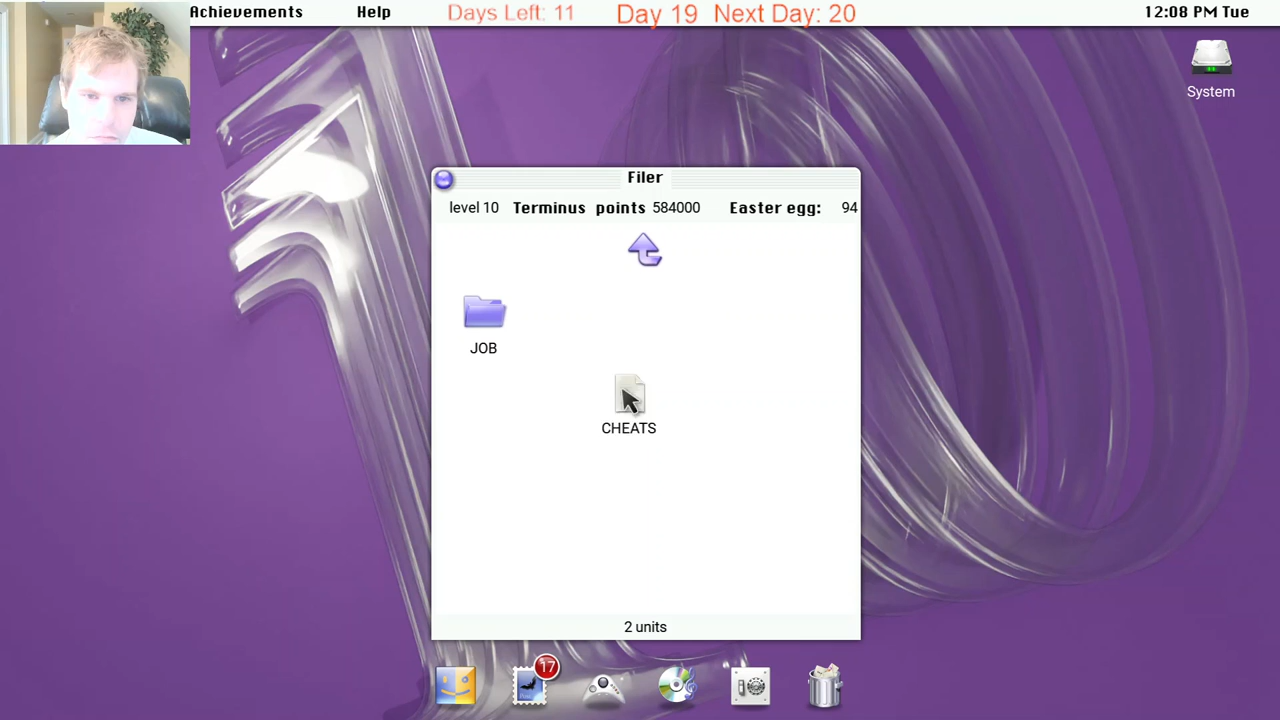 Achievements Help Days Left: 11 Day 19 Next Day: 20 12:08 PM Tue
System
Filer
level 10 Terminus points 584000 Easter egg: 94
JOB
CHEATS
2 units
17